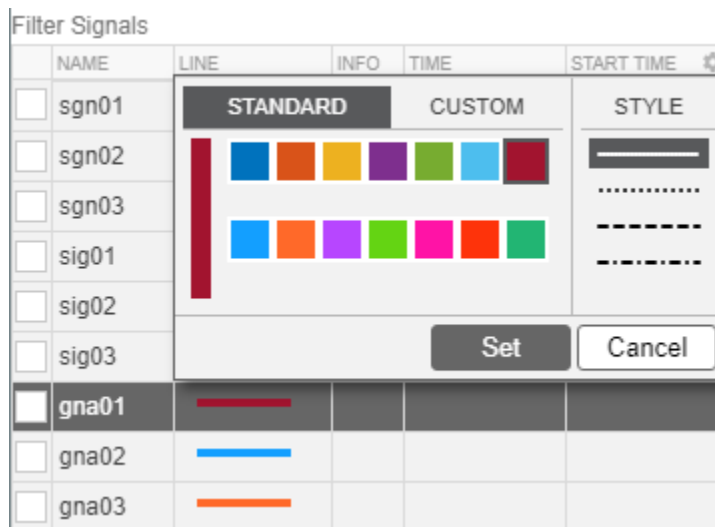 Filter Signals
NAME LINE INFO TIME START TIME
sgn01
STANDARD CUSTOM STYLE
sgn02
sgn03
sig01
sig02
sig03
Set Cancel
gna01
gna02
gna03